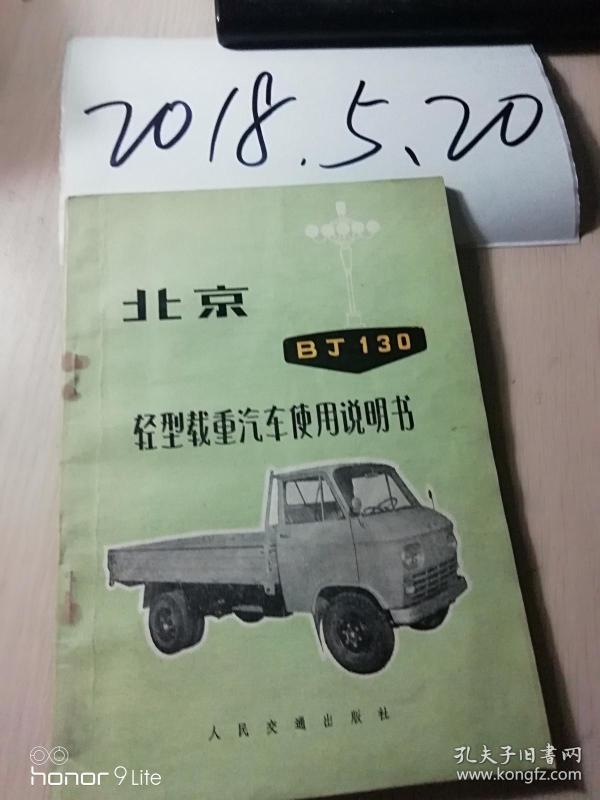 2018.5.20
北京
BJ130
轻型载重汽车使用说明书
人民交通出版社
honor 9 Lite
孔夫子旧书网
www.kongfz.com